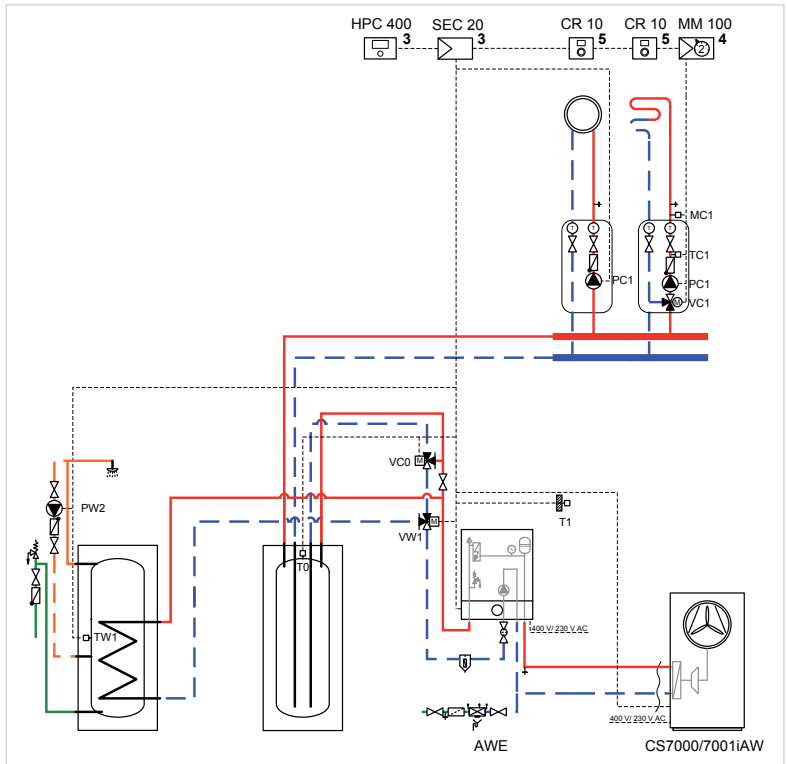 HPC 400
3
SEC 20
3
CR 10
5
CR 10
5
MM 100
4
2
T
T
T
T
MC1
TC1
PC1
PC1
M
VC1
M
VC0
PW2
M
VW1
T1
T0
TW1
400 V/ 230 V AC
400 V/ 230 V AC
AWE
CS7000/7001iAW